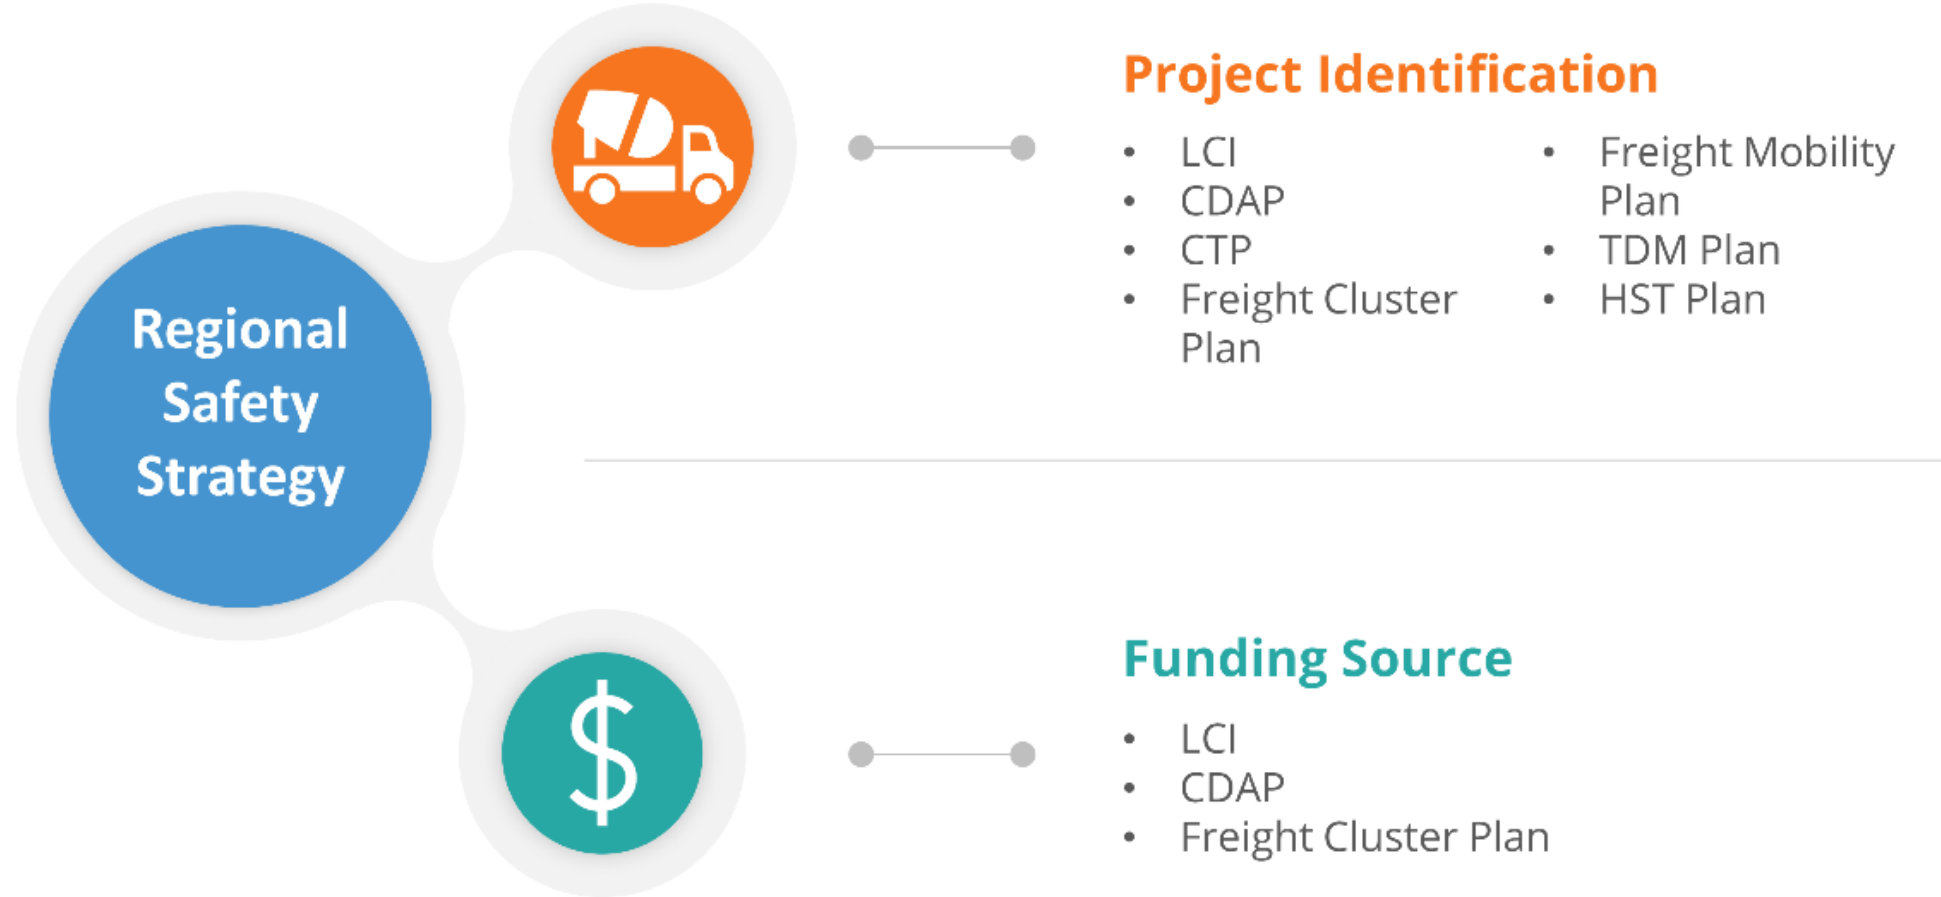 Regional
Safety
Strategy
Project Identification
• LCI
• CDAP
• CTP
• Freight Cluster
Plan
• Freight Mobility
Plan
• TDM Plan
• HST Plan
$
Funding Source
• LCI
• CDAP
• Freight Cluster Plan